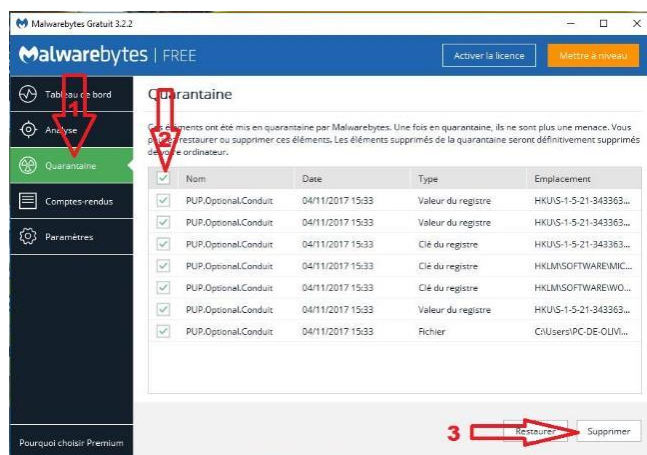 Malwarebytes Gratuit 3.2.2
Malwarebytes | FREE
Activer la licence
Mettre à niveau
Tableau de bord
Analyse
Quarantaine
Comptes-rendus
Paramètres
Pourquoi choisir Premium
1
Quarantaine
2
Ces éléments ont été mis en quarantaine par Malwarebytes. Une fois en quarantaine, ils ne sont plus une menace. Vous
pouvez restaurer ou supprimer ces éléments. Les éléments supprimés de la quarantaine seront définitivement supprimés
de votre ordinateur.
Nom Date Type Emplacement
PUP.Optional.Conduit 04/11/2017 15:33 Valeur du registre HKU\S-1-5-21-343363...
PUP.Optional.Conduit 04/11/2017 15:33 Valeur du registre HKU\S-1-5-21-343363...
PUP.Optional.Conduit 04/11/2017 15:33 Clé du registre HKU\S-1-5-21-343363...
PUP.Optional.Conduit 04/11/2017 15:33 Clé du registre HKLM\SOFTWARE\MIC...
PUP.Optional.Conduit 04/11/2017 15:33 Clé du registre HKLM\SOFTWARE\WO...
PUP.Optional.Conduit 04/11/2017 15:33 Valeur du registre HKU\S-1-5-21-343363...
PUP.Optional.Conduit 04/11/2017 15:33 Fichier C:\Users\PC-DE-OLIVI...
3
Restaurer
Supprimer